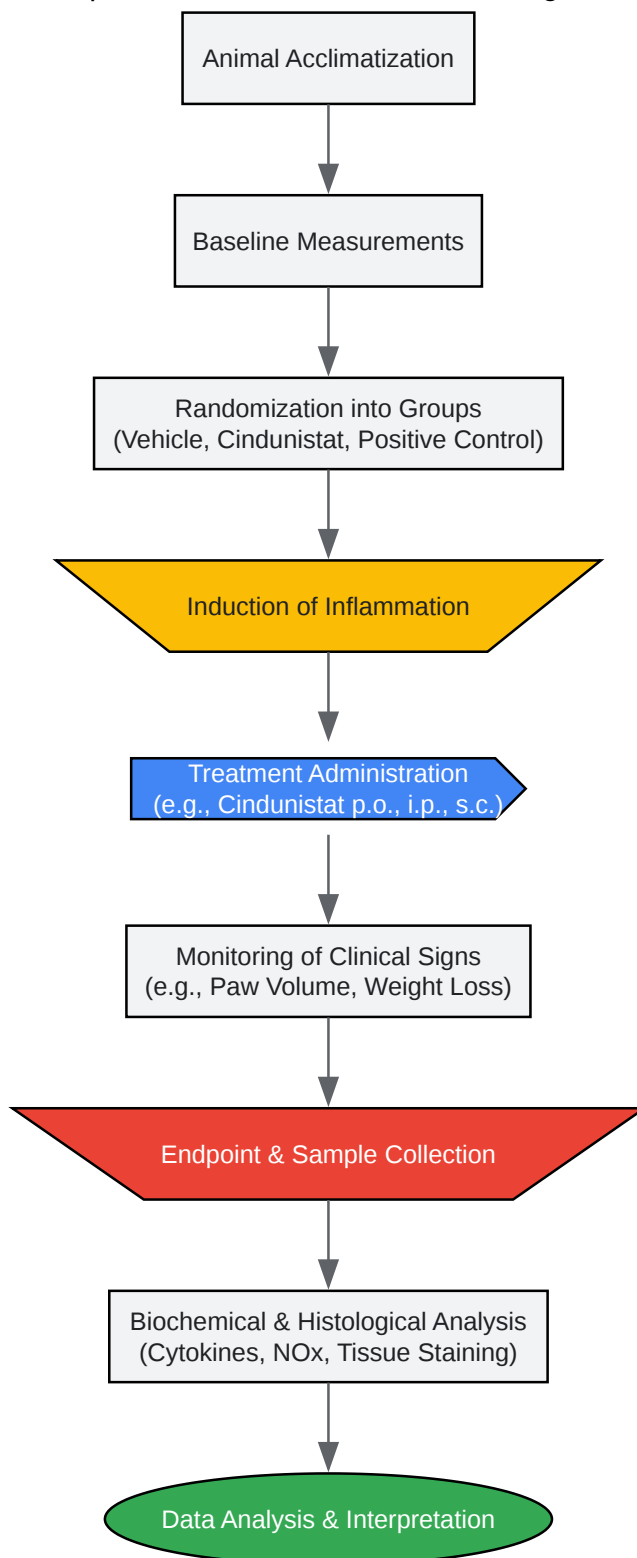 Animal Acclimatization
Baseline Measurements
Randomization into Groups
(Vehicle, Cindunistat, Positive Control)
Induction of Inflammation
Treatment Administration
(e.g., Cindunistat p.o., i.p., s.c.)
Monitoring of Clinical Signs
(e.g., Paw Volume, Weight Loss)
Endpoint & Sample Collection
Biochemical & Histological Analysis
(Cytokines, NOx, Tissue Staining)
Data Analysis & Interpretation